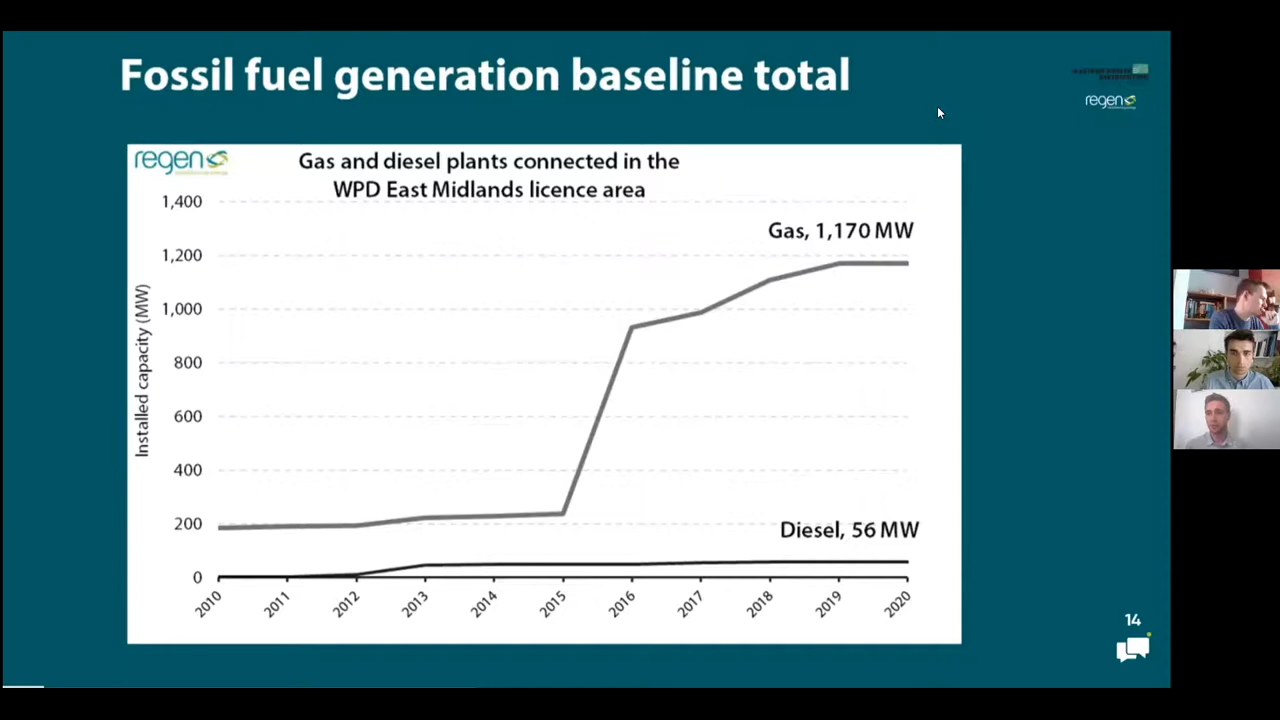 Fossil fuel generation baseline total
regen
regen
Gas and diesel plants connected in the
WPD East Midlands licence area
Installed capacity (MW)
1,400
1,200
1,000
800
600
400
200
0
Gas, 1,170 MW
Diesel, 56 MW
2010
2011
2012
2013
2014
2015
2016
2017
2018
2019
2020
14